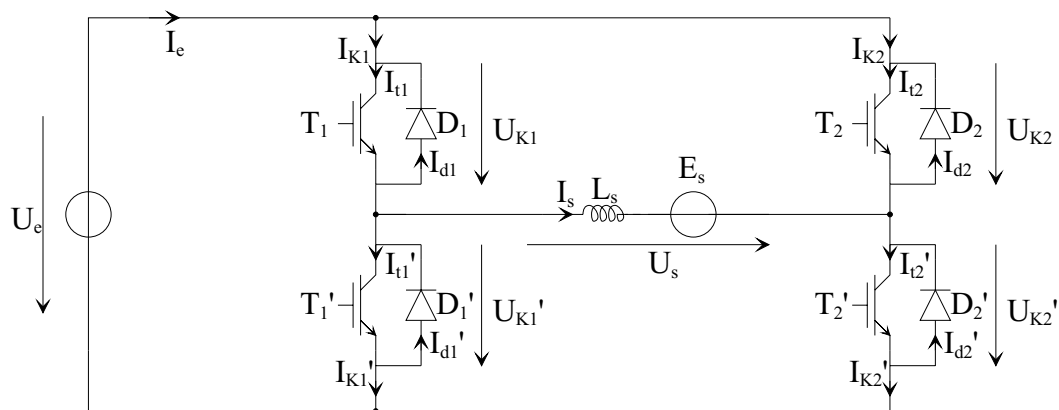 I_e
I_K1
I_K2
I_t1
I_t2
T_1
D_1
U_K1
T_2
D_2
U_K2
I_d1
I_d2
E_s
I_s
L_s
U_e
U_s
I_t1'
I_t2'
T_1'
D_1'
U_K1'
T_2'
D_2'
U_K2'
I_d1'
I_d2'
I_K1'
I_K2'